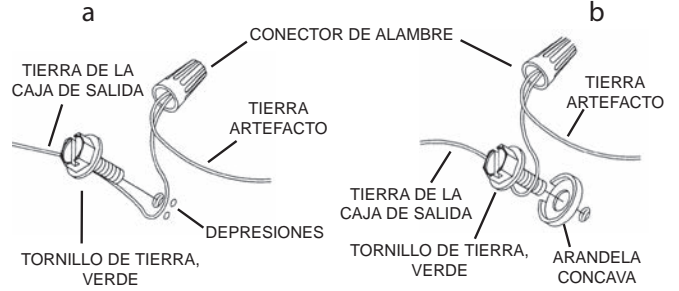 a
b
CONECTOR DE ALAMBRE
TIERRA DE LA
CAJA DE SALIDA
TIERRA
ARTEFACTO
DEPRESIONES
TORNILLO DE TIERRA,
VERDE
TIERRA
ARTEFACTO
TIERRA DE LA
CAJA DE SALIDA
TORNILLO DE TIERRA,
VERDE
ARANDELA
CONCAVA